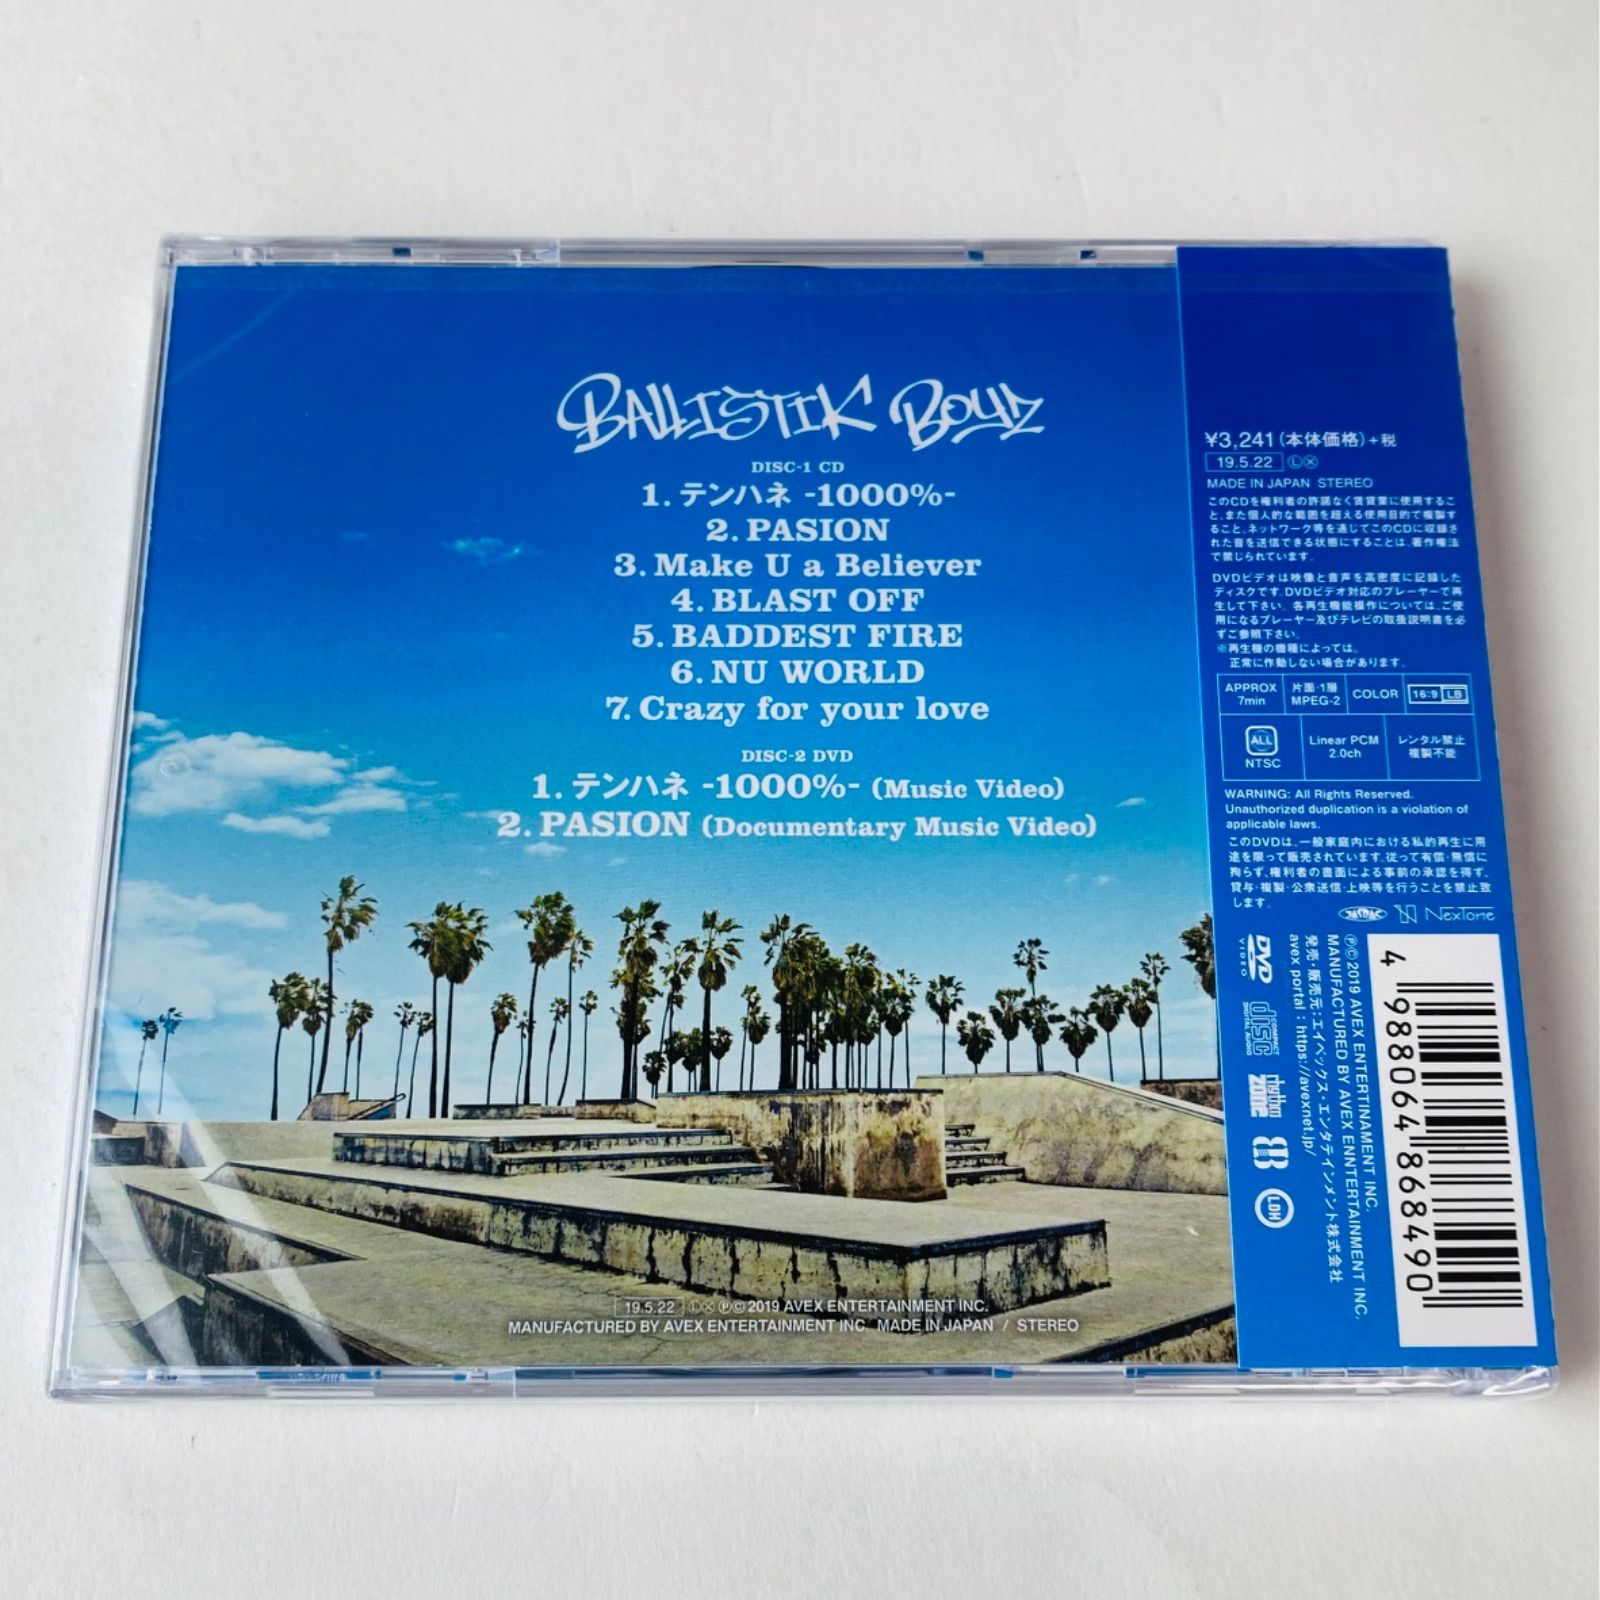 BALLISTIK BOYZ
DISC-1 CD
1. テンハネ -1000%-
2. PASION
3. Make U a Believer
4. BLAST OFF
5. BADDEST FIRE
6. NU WORLD
7. Crazy for your love
DISC-2 DVD
1. テンハネ -1000%- (Music Video)
2. PASION (Documentary Music Video)
19.5.22 ⓁⓍ ℗©2019 AVEX ENTERTAINMENT INC.
MANUFACTURED BY AVEX ENTERTAINMENT INC. MADE IN JAPAN / STEREO
¥3,241(本体価格)+税
19.5.22 ⓁⓍ
MADE IN JAPAN STEREO
このCDを権利者の許諾なく賃貸業に使用するこ
と、また個人的な範囲を超える使用目的で複製す
ること、ネットワーク等を通じてこのCDに収録さ
れた音を送信できる状態にすることは、著作権法
で禁じられています。
DVDビデオは映像と音声を高密度に記録した
ディスクです。DVDビデオ対応のプレーヤーで再
生して下さい。各再生機能操作については、ご使
用になるプレーヤー及びテレビの取扱説明書を必
ずご参照下さい。
※再生機の機種によっては、
正常に作動しない場合があります。
APPROX 7min
片面・1層 MPEG-2
COLOR
16:9 LB
ALL NTSC
Linear PCM 2.0ch
レンタル禁止 複製不能
WARNING: All Rights Reserved.
Unauthorized duplication is a violation of
applicable laws.
このDVDは、一般家庭内における私的再生に用
途を限って販売されています。従って有償・無償に
拘らず、権利者の書面による事前の承認を得ず、
貸与・複製・公衆送信・上映等を行うことを禁止致
します。
JASRAC NexTone
DVD VIDEO
COMPACT disc DIGITAL AUDIO
rhythm zone
LDH
℗©2019 AVEX ENTERTINAMENT INC.
MANUFACTURED BY AVEX ENNTERTAINMENT INC.
発売・販売元：エイベックス・エンタテインメント株式会社
avex portal : https://avexnet.jp/
4 988064 868490